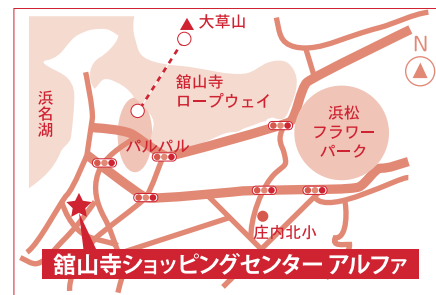 大草山
N
舘山寺
ロープウェイ
浜名湖
浜松
フラワー
パーク
パルパル
庄内北小
舘山寺ショッピングセンター アルファ